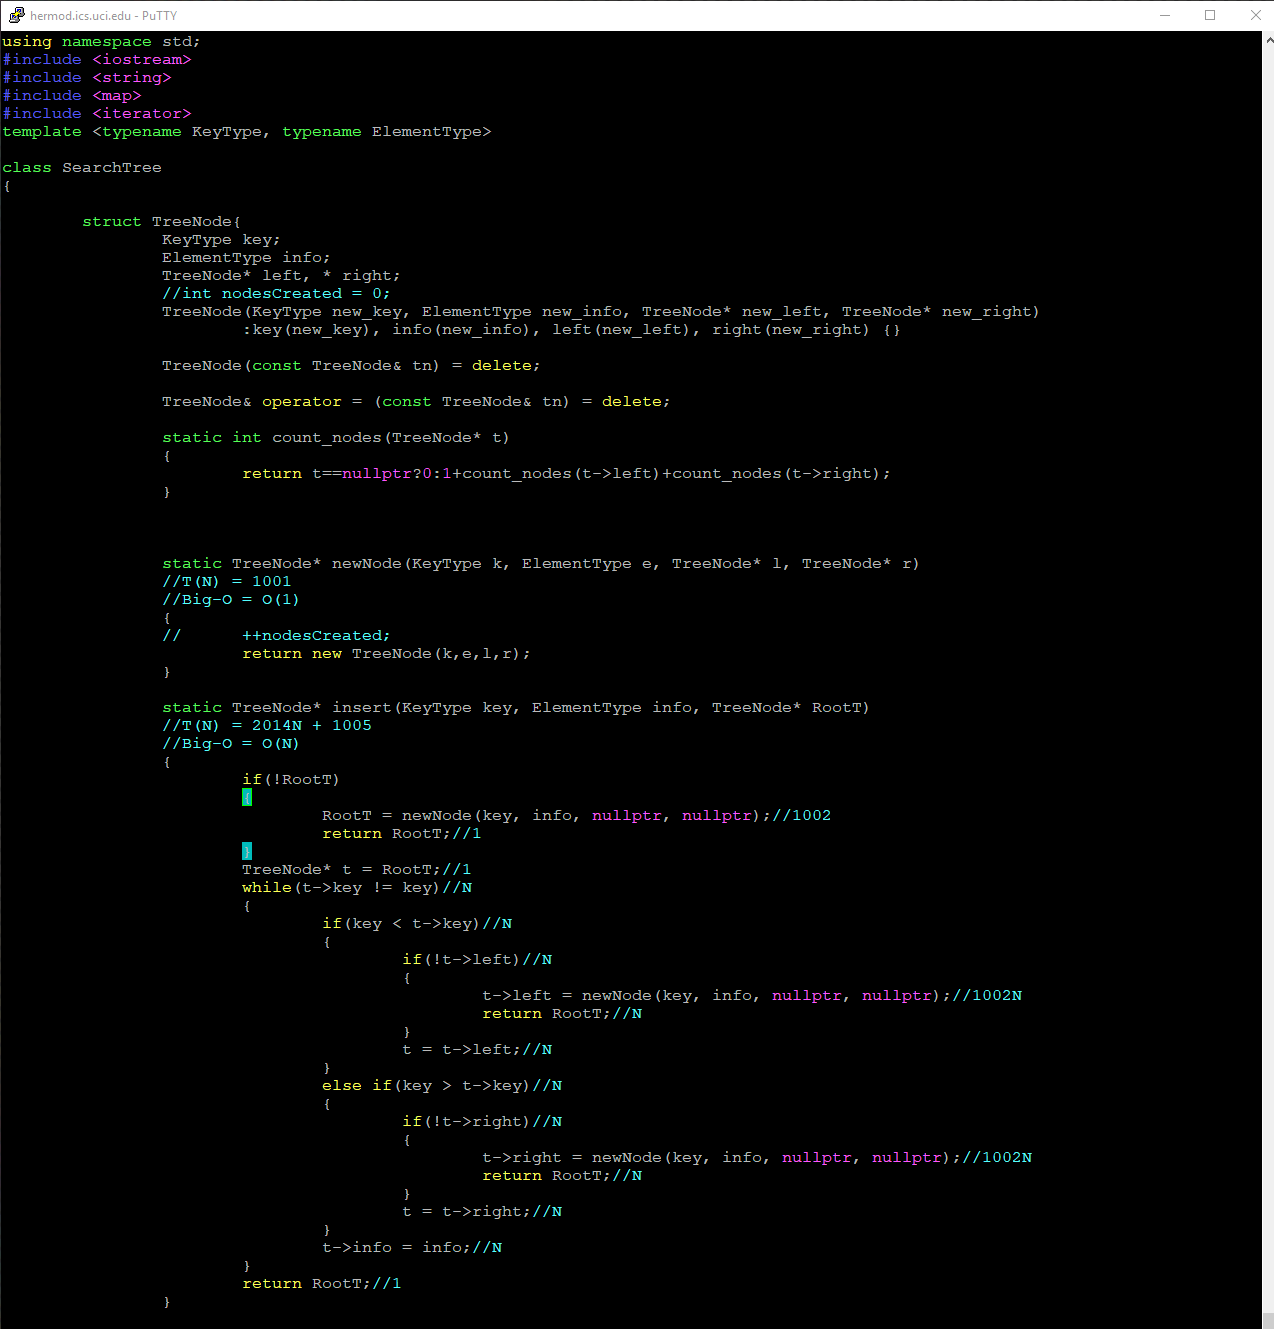 hermod.ics.uci.edu - PuTTY
using namespace std;
#include <iostream>
#include <string>
#include <map>
#include <iterator>
template <typename KeyType, typename ElementType>
class SearchTree
{
struct TreeNode{
KeyType key;
ElementType info;
TreeNode* left, * right;
//int nodesCreated = 0;
TreeNode(KeyType new_key, ElementType new_info, TreeNode* new_left, TreeNode* new_right)
:key(new_key), info(new_info), left(new_left), right(new_right) {}
TreeNode(const TreeNode& tn) = delete;
TreeNode& operator = (const TreeNode& tn) = delete;
static int count_nodes(TreeNode* t)
{
return t==nullptr?0:1+count_nodes(t->left)+count_nodes(t->right);
}
static TreeNode* newNode(KeyType k, ElementType e, TreeNode* l, TreeNode* r)
//T(N) = 1001
//Big-O = O(1)
{
// ++nodesCreated;
return new TreeNode(k,e,l,r);
}
static TreeNode* insert(KeyType key, ElementType info, TreeNode* RootT)
//T(N) = 2014N + 1005
//Big-O = O(N)
{
if(!RootT)
{
RootT = newNode(key, info, nullptr, nullptr);//1002
return RootT;//1
}
TreeNode* t = RootT;//1
while(t->key != key)//N
{
if(key < t->key)//N
{
if(!t->left)//N
{
t->left = newNode(key, info, nullptr, nullptr);//1002N
return RootT;//N
}
t = t->left;//N
}
else if(key > t->key)//N
{
if(!t->right)//N
{
t->right = newNode(key, info, nullptr, nullptr);//1002N
return RootT;//N
}
t = t->right;//N
}
t->info = info;//N
}
return RootT;//1
}